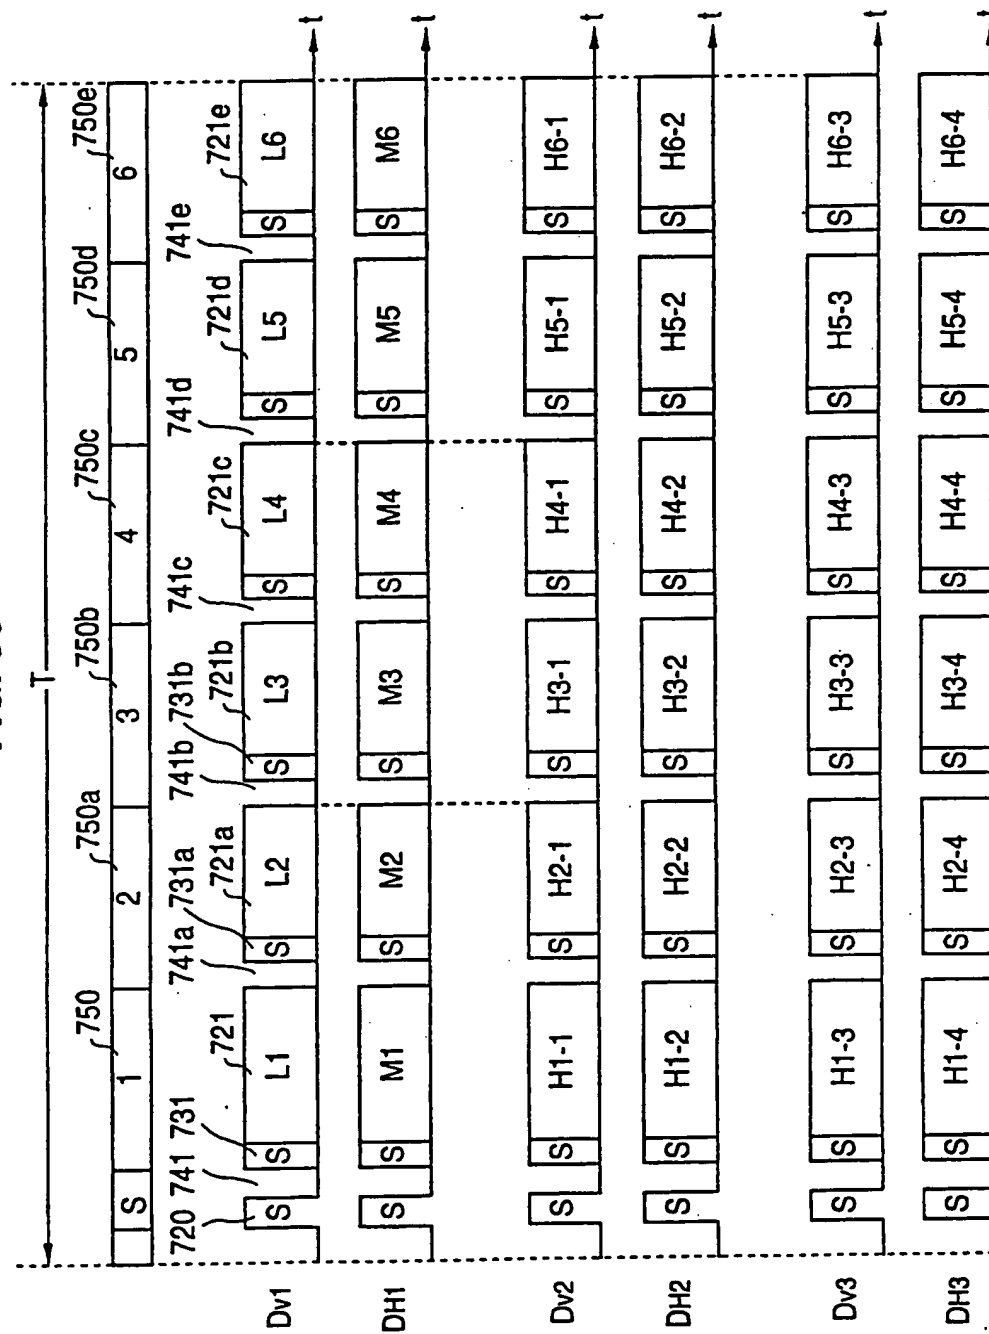 T
750 750a 750b 750c 750d 750e
S 1 2 3 4 5 6
720 741 731 721 741a 731a 721a 741b 731b 721b 741c 721c 741d 721d 741e 721e
Dv1 S S L1 S L2 S L3 S L4 S L5 S L6 t
DH1 S S M1 S M2 S M3 S M4 S M5 S M6 t
Dv2 S S H1-1 S H2-1 S H3-1 S H4-1 S H5-1 S H6-1 t
DH2 S S H1-2 S H2-2 S H3-2 S H4-2 S H5-2 S H6-2 t
Dv3 S S H1-3 S H2-3 S H3-3 S H4-3 S H5-3 S H6-3 t
DH3 S S H1-4 S H2-4 S H3-4 S H4-4 S H5-4 S H6-4 t